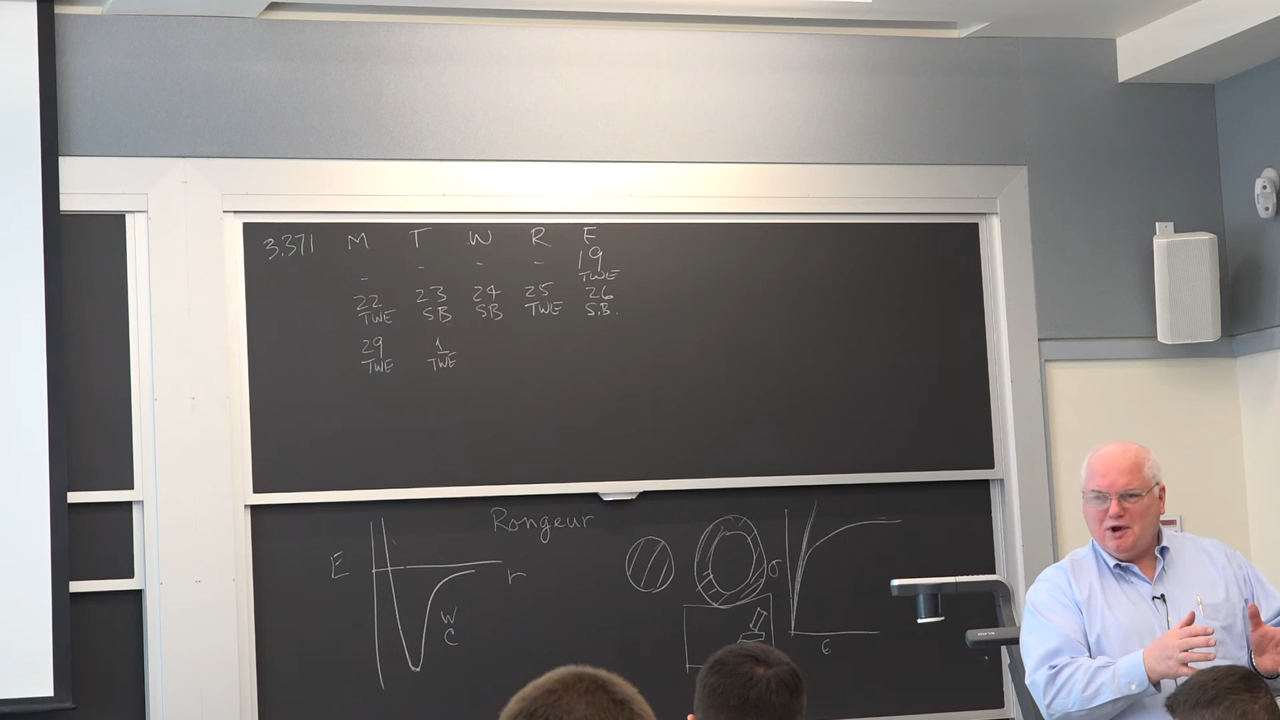 3.371 M T W R F
- - - - 19
TWE
22 23 24 25 26
TWE SB SB TWE S.B.
29 1
TWE TWE
Rongeur
E r
W
C
σ
ε